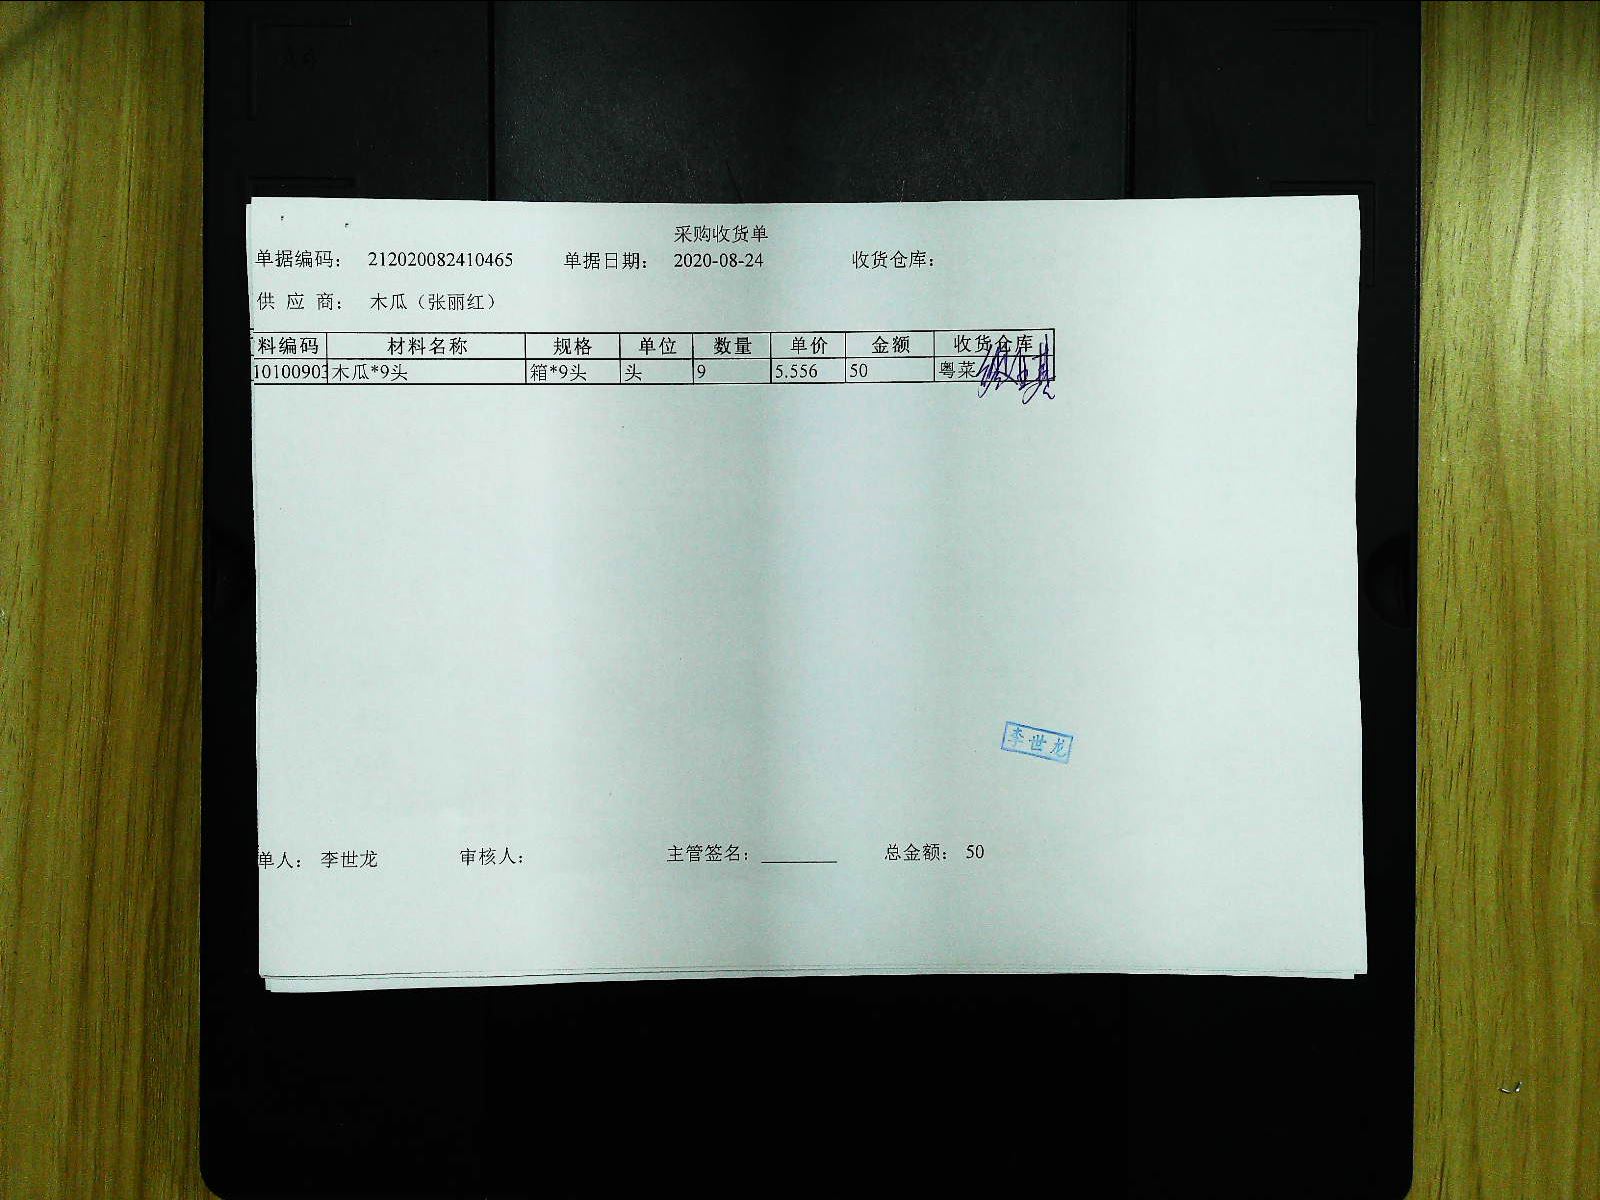 采购收货单
单据编码： 212020082410465 单据日期： 2020-08-24 收货仓库：
供 应 商： 木瓜（张丽红）
料编码 材料名称 规格 单位 数量 单价 金额 收货仓库
10100903 木瓜*9头 箱*9头 头 9 5.556 50 粤菜
李世龙
单人： 李世龙 审核人： 主管签名： 总金额： 50